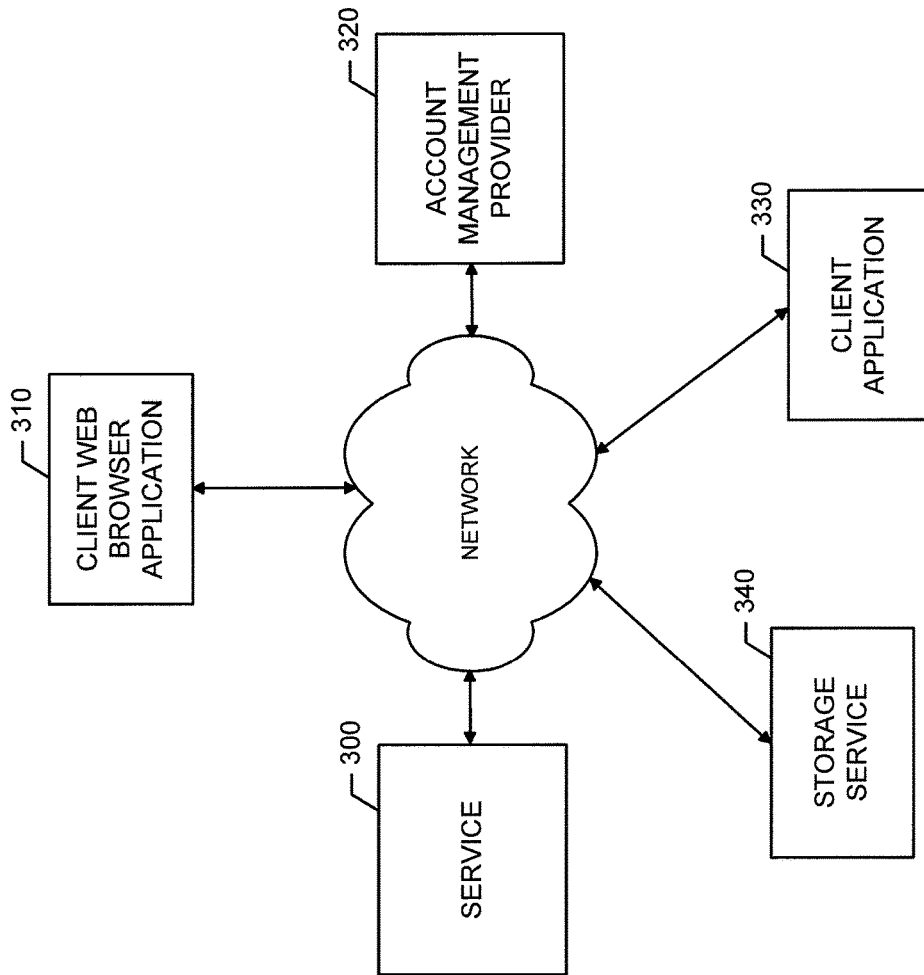 310
CLIENT WEB
BROWSER
APPLICATION
320
ACCOUNT
MANAGEMENT
PROVIDER
NETWORK
300
SERVICE
330
CLIENT
APPLICATION
340
STORAGE
SERVICE